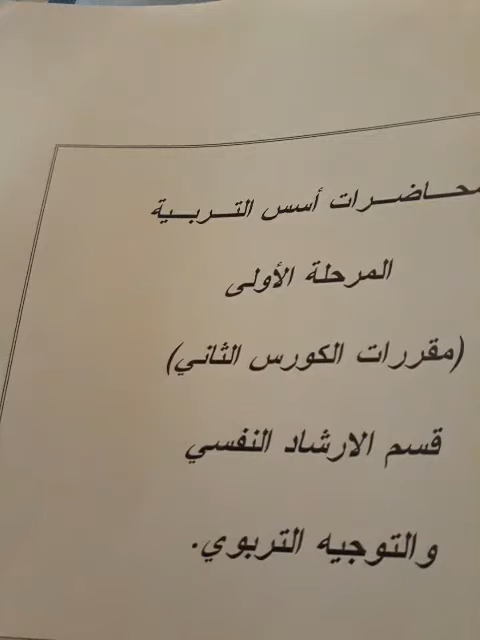 محاضرات أسس التربية
المرحلة الأولى
(مقررات الكورس الثاني)
قسم الارشاد النفسي
والتوجيه التربوي.